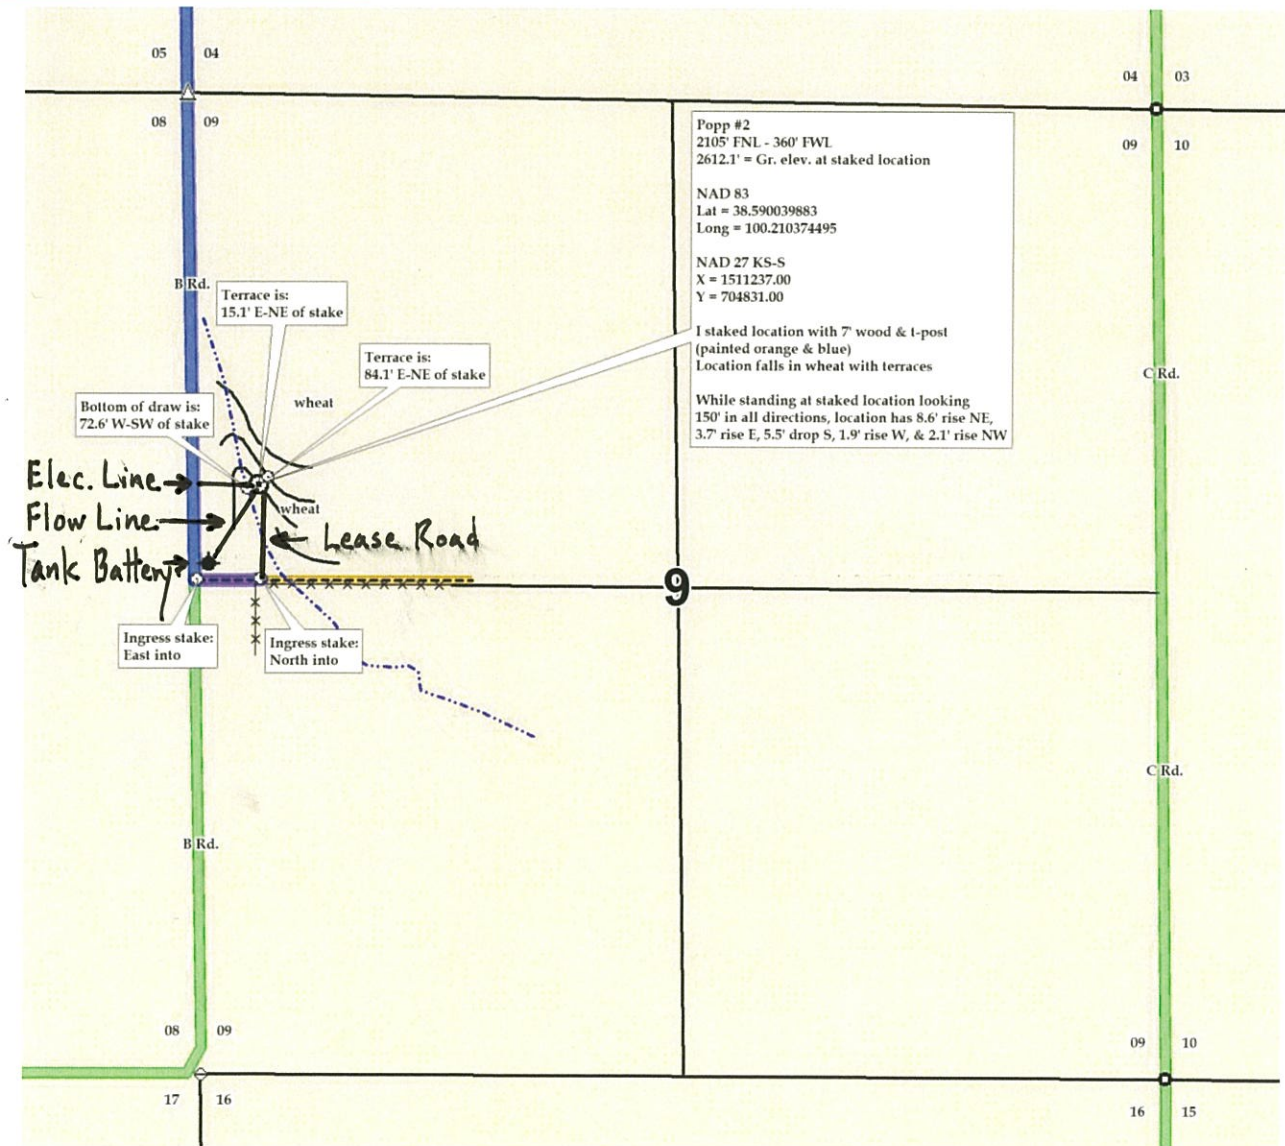 05 04
04 03
08 09
09 10
Popp #2
2105' FNL - 360' FWL
2612.1' = Gr. elev. at staked location
NAD 83
Lat = 38.590039883
Long = 100.210374495
NAD 27 KS-S
X = 1511237.00
Y = 704831.00
I staked location with 7' wood & t-post
(painted orange & blue)
Location falls in wheat with terraces
While standing at staked location looking
150' in all directions, location has 8.6' rise NE,
3.7' rise E, 5.5' drop S, 1.9' rise W, & 2.1' rise NW
B Rd.
Terrace is:
15.1' E-NE of stake
Terrace is:
84.1' E-NE of stake
C Rd.
Bottom of draw is:
72.6' W-SW of stake
wheat
Elec. Line
wheat
Flow Line
Lease Road
Tank Battery
9
Ingress stake:
East into
Ingress stake:
North into
C Rd.
B Rd.
08 09
09 10
17 16
16 15